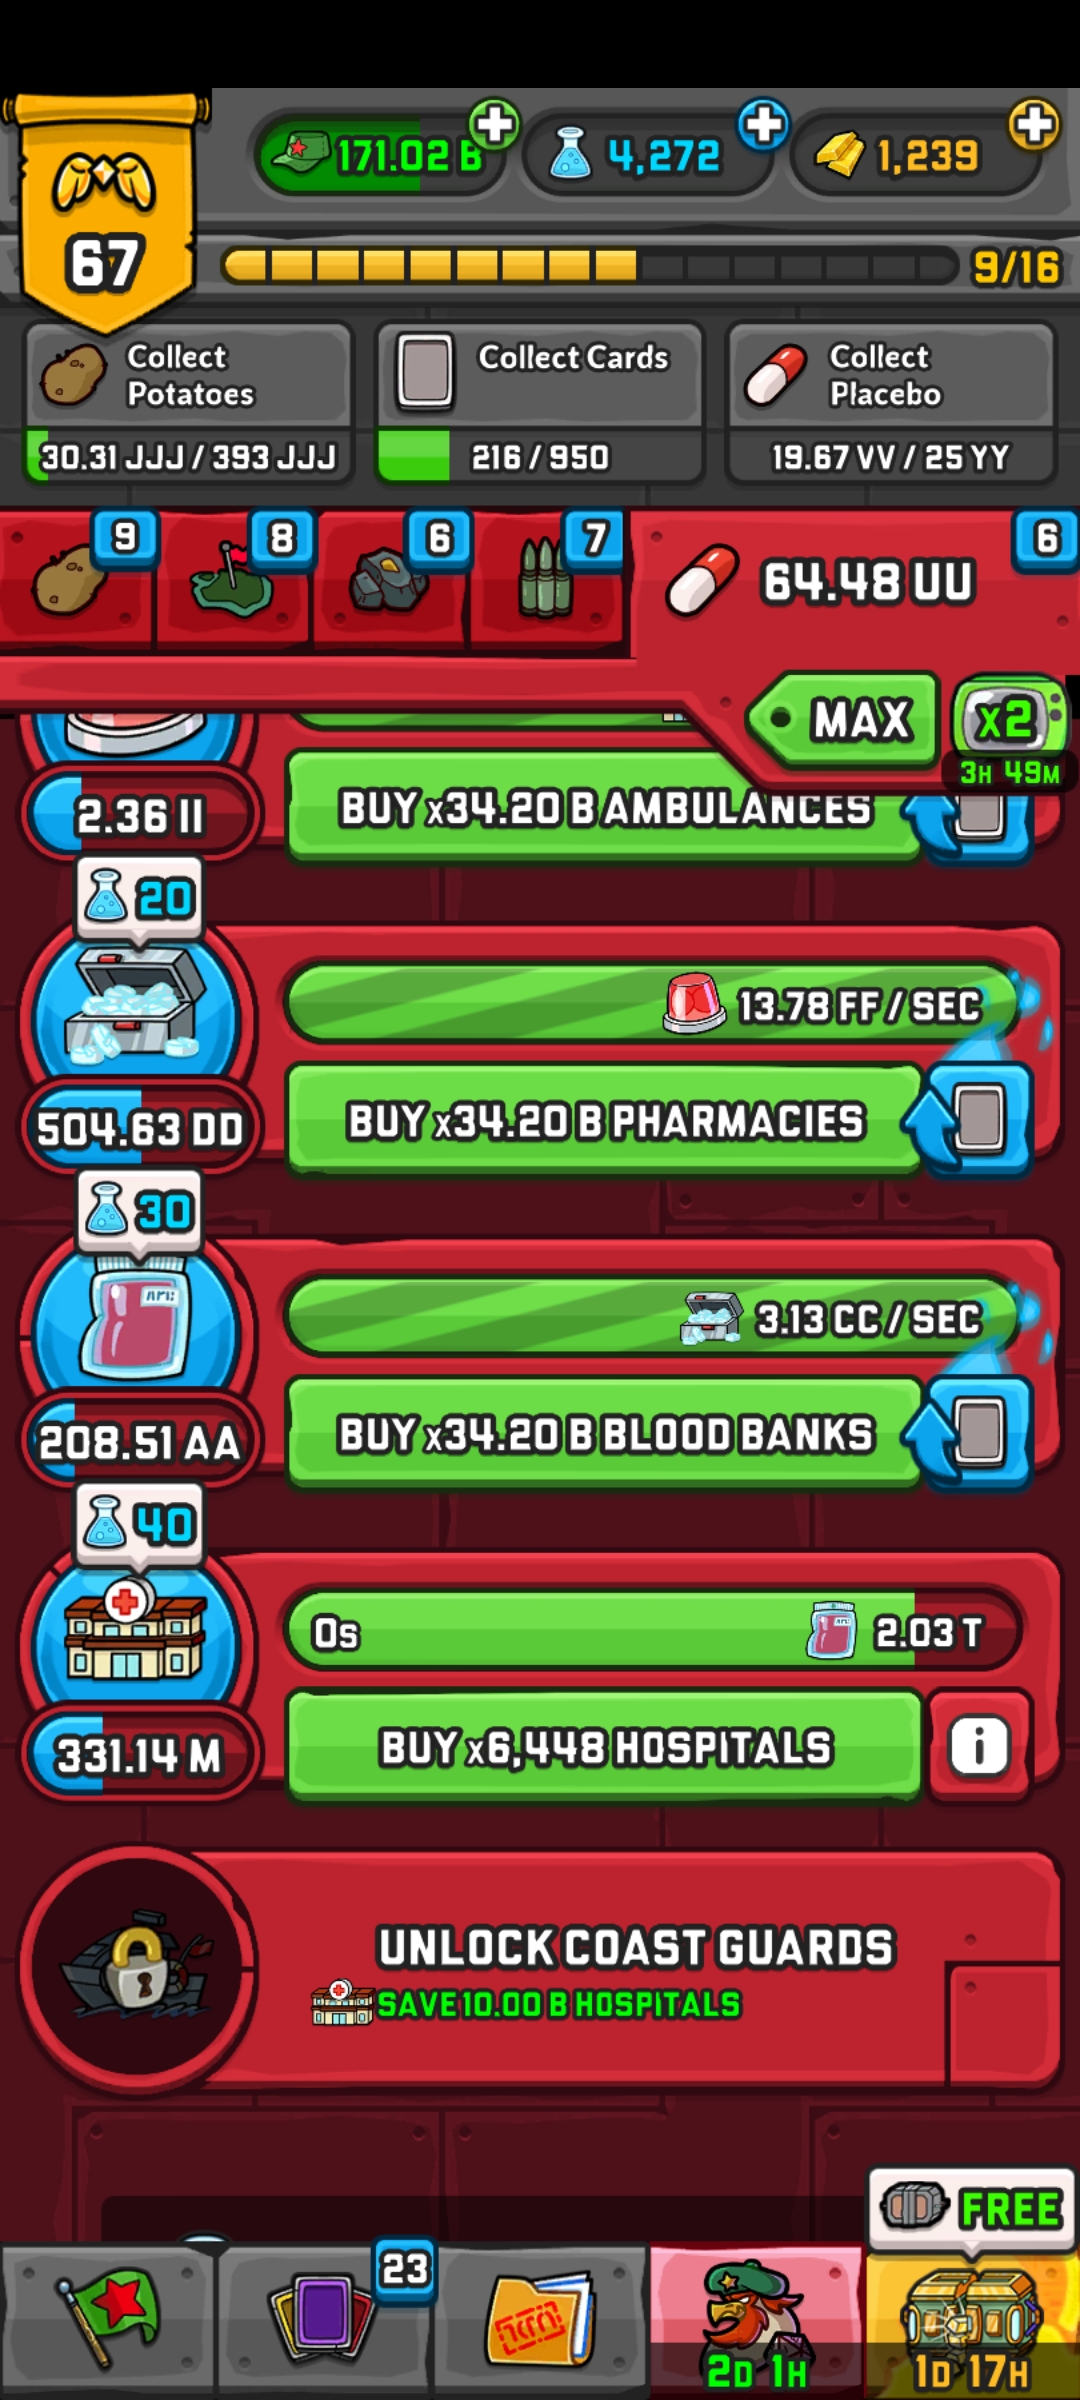 171.02 B
4,272
1,239
67
9/16
Collect Potatoes
30.31 JJJ / 393 JJJ
Collect Cards
216 / 950
Collect Placebo
19.67 VV / 25 YY
9
8
6
7
6
64.48 UU
MAX
x2
3H 49M
2.36 II
BUY x34.20 B AMBULANCES
20
13.78 FF / SEC
504.63 DD
BUY x34.20 B PHARMACIES
30
3.13 CC / SEC
208.51 AA
BUY x34.20 B BLOOD BANKS
40
0s
2.03 T
331.14 M
BUY x6,448 HOSPITALS
i
UNLOCK COAST GUARDS
SAVE 10.00 B HOSPITALS
FREE
23
2D 1H
1D 17H